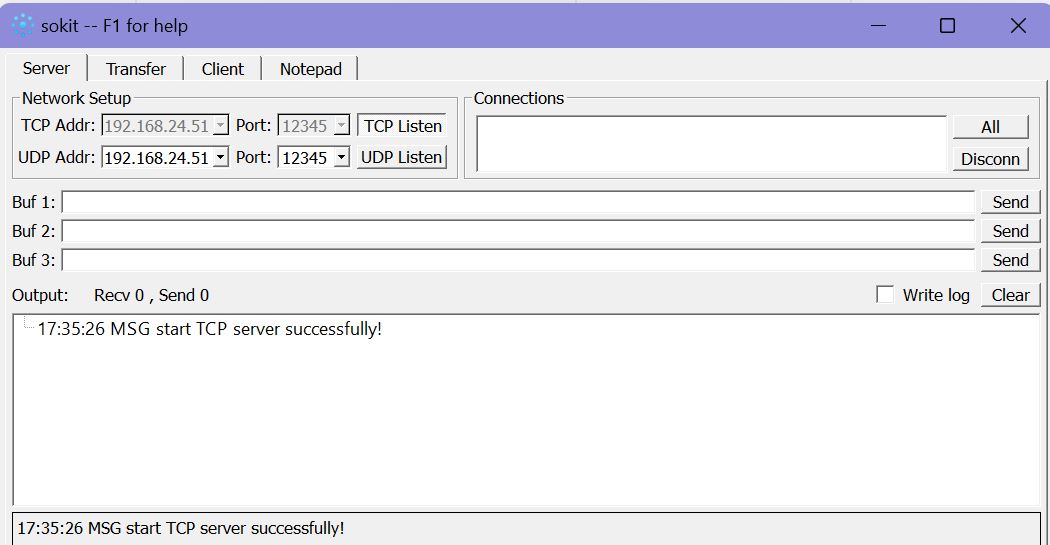 sokit -- F1 for help
Server Transfer Client Notepad
Network Setup
TCP Addr: 192.168.24.51 Port: 12345 TCP Listen
UDP Addr: 192.168.24.51 Port: 12345 UDP Listen
Connections
All
Disconn
Buf 1: Send
Buf 2: Send
Buf 3: Send
Output: Recv 0 , Send 0 Write log Clear
17:35:26 MSG start TCP server successfully!
17:35:26 MSG start TCP server successfully!